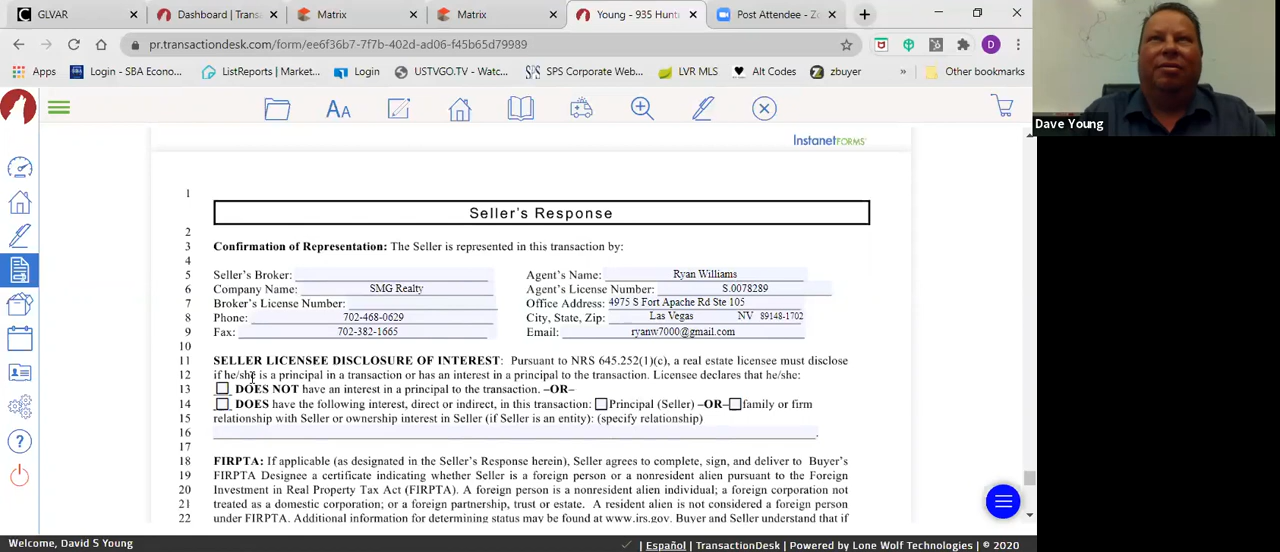 GLVAR
Dashboard | Transa
Matrix
Matrix
Young - 935 Hunt
Post Attendee - Zo
pr.transactiondesk.com/form/ee6f36b7-7f7b-402d-ad06-f45b65d79989
D
Apps
Login - SBA Econo...
ListReports | Market...
Login
USTVGO.TV - Watc...
SPS Corporate Web...
LVR MLS
Alt Codes
zbuyer
»
Other bookmarks
Dave Young
InstanetFORMS
1
Seller's Response
2
3 Confirmation of Representation: The Seller is represented in this transaction by:
4
5 Seller's Broker: Agent's Name: Ryan Williams
6 Company Name: SMG Realty Agent's License Number: S.0078289
7 Broker's License Number: Office Address: 4975 S Fort Apache Rd Ste 105
8 Phone: 702-468-0629 City, State, Zip: Las Vegas NV 89148-1702
9 Fax: 702-382-1665 Email: ryanw7000@gmail.com
10
11 SELLER LICENSEE DISCLOSURE OF INTEREST: Pursuant to NRS 645.252(1)(c), a real estate licensee must disclose
12 if he/she is a principal in a transaction or has an interest in a principal to the transaction. Licensee declares that he/she:
13 DOES NOT have an interest in a principal to the transaction. –OR–
14 DOES have the following interest, direct or indirect, in this transaction: Principal (Seller) –OR– family or firm
15 relationship with Seller or ownership interest in Seller (if Seller is an entity): (specify relationship)
16 .
17
18 FIRPTA: If applicable (as designated in the Seller's Response herein), Seller agrees to complete, sign, and deliver to Buyer's
19 FIRPTA Designee a certificate indicating whether Seller is a foreign person or a nonresident alien pursuant to the Foreign
20 Investment in Real Property Tax Act (FIRPTA). A foreign person is a nonresident alien individual; a foreign corporation not
21 treated as a domestic corporation; or a foreign partnership, trust or estate. A resident alien is not considered a foreign person
22 under FIRPTA. Additional information for determining status may be found at www.irs.gov. Buyer and Seller understand that if
Welcome, David S Young
Español | TransactionDesk | Powered by Lone Wolf Technologies | © 2020